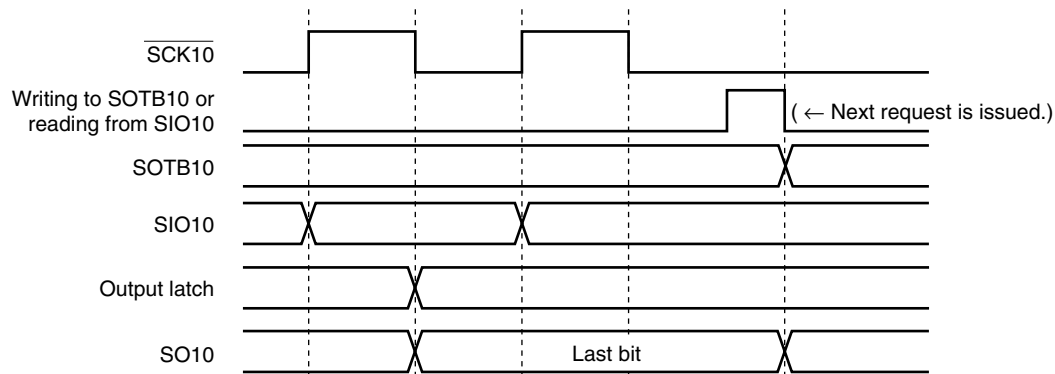 SCK10
Writing to SOTB10 or
reading from SIO10
( ← Next request is issued.)
SOTB10
SIO10
Output latch
SO10
Last bit